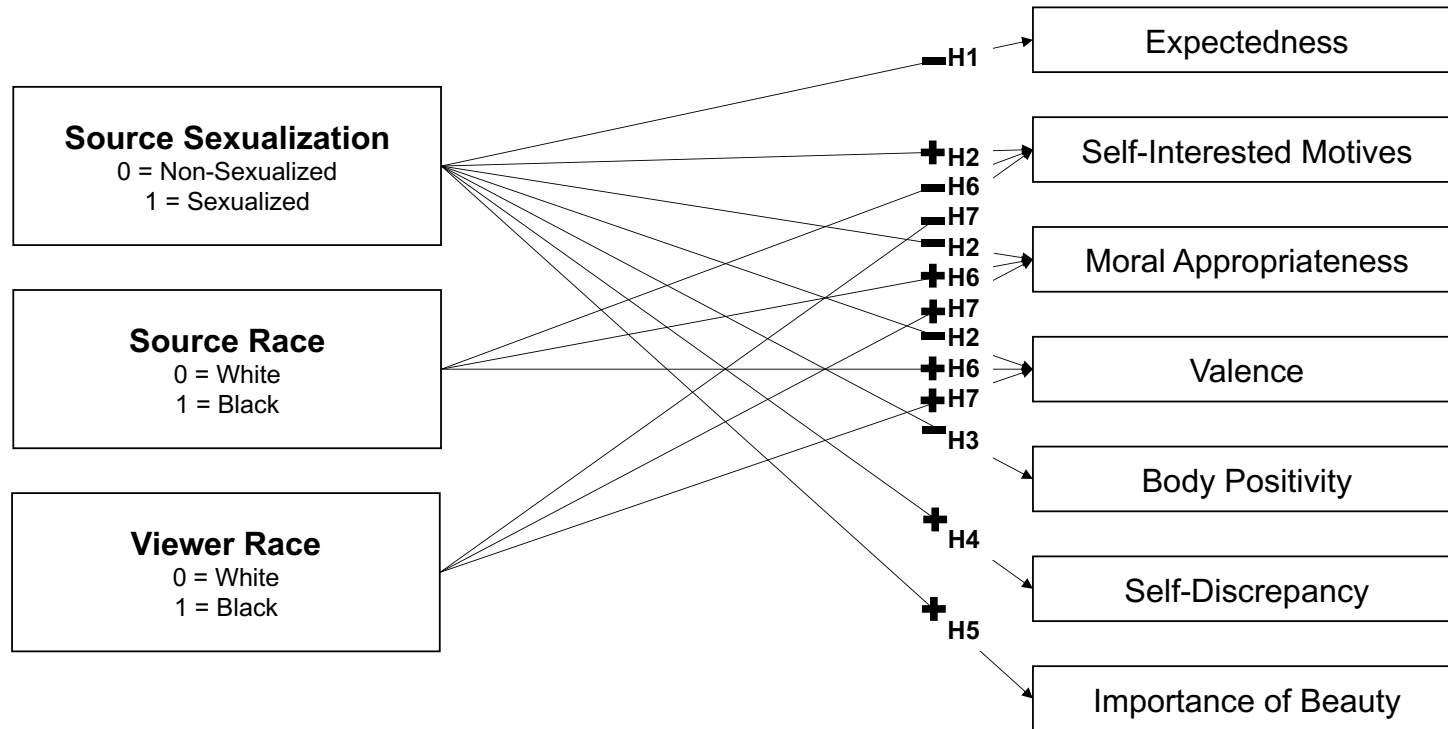 Source Sexualization
0 = Non-Sexualized
1 = Sexualized
Source Race
0 = White
1 = Black
Viewer Race
0 = White
1 = Black
– H1
+ H2
– H6
– H7
– H2
+ H6
+ H7
– H2
+ H6
+ H7
– H3
+ H4
+ H5
Expectedness
Self-Interested Motives
Moral Appropriateness
Valence
Body Positivity
Self-Discrepancy
Importance of Beauty